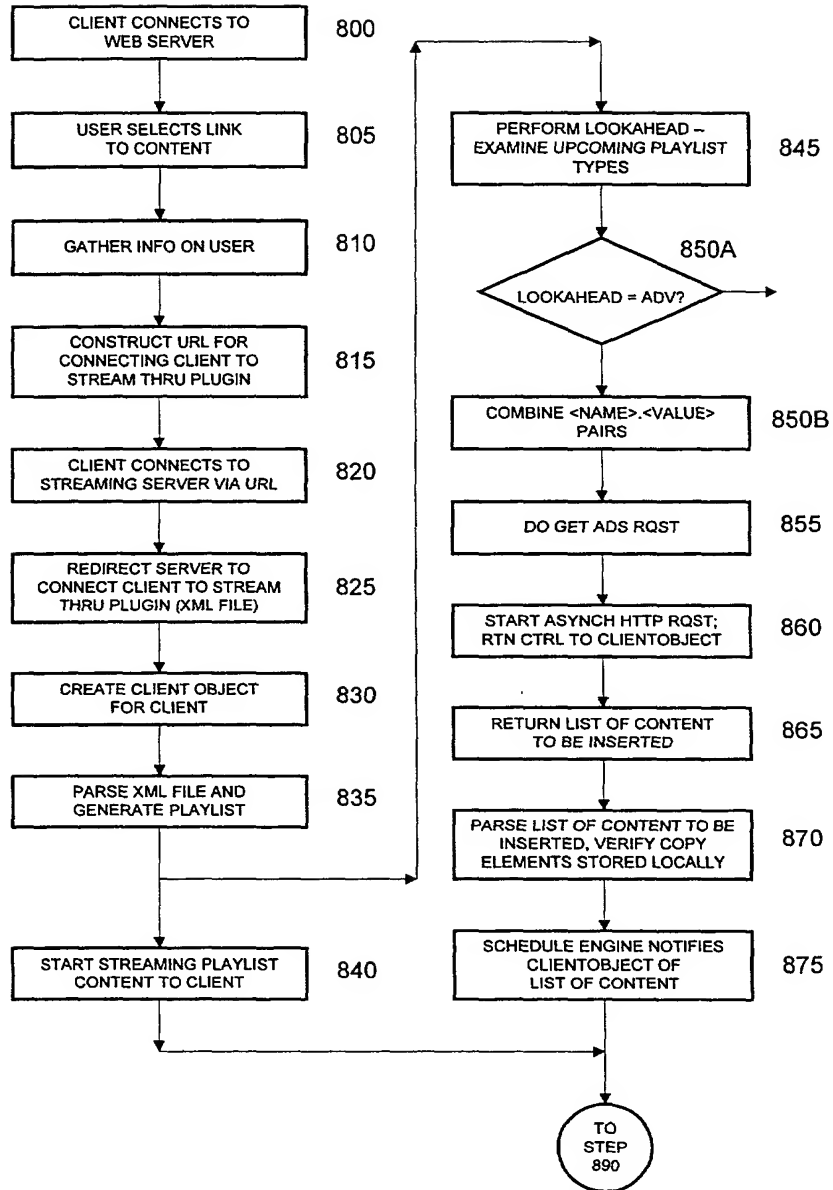 CLIENT CONNECTS TO
WEB SERVER
800
USER SELECTS LINK
TO CONTENT
805
GATHER INFO ON USER
810
CONSTRUCT URL FOR
CONNECTING CLIENT TO
STREAM THRU PLUGIN
815
CLIENT CONNECTS TO
STREAMING SERVER VIA URL
820
REDIRECT SERVER TO
CONNECT CLIENT TO STREAM
THRU PLUGIN (XML FILE)
825
CREATE CLIENT OBJECT
FOR CLIENT
830
PARSE XML FILE AND
GENERATE PLAYLIST
835
START STREAMING PLAYLIST
CONTENT TO CLIENT
840
PERFORM LOOKAHEAD –
EXAMINE UPCOMING PLAYLIST
TYPES
845
850A
LOOKAHEAD = ADV?
COMBINE <NAME>.<VALUE>
PAIRS
850B
DO GET ADS RQST
855
START ASYNCH HTTP RQST;
RTN CTRL TO CLIENTOBJECT
860
RETURN LIST OF CONTENT
TO BE INSERTED
865
PARSE LIST OF CONTENT TO BE
INSERTED, VERIFY COPY
ELEMENTS STORED LOCALLY
870
SCHEDULE ENGINE NOTIFIES
CLIENTOBJECT OF
LIST OF CONTENT
875
TO
STEP
890